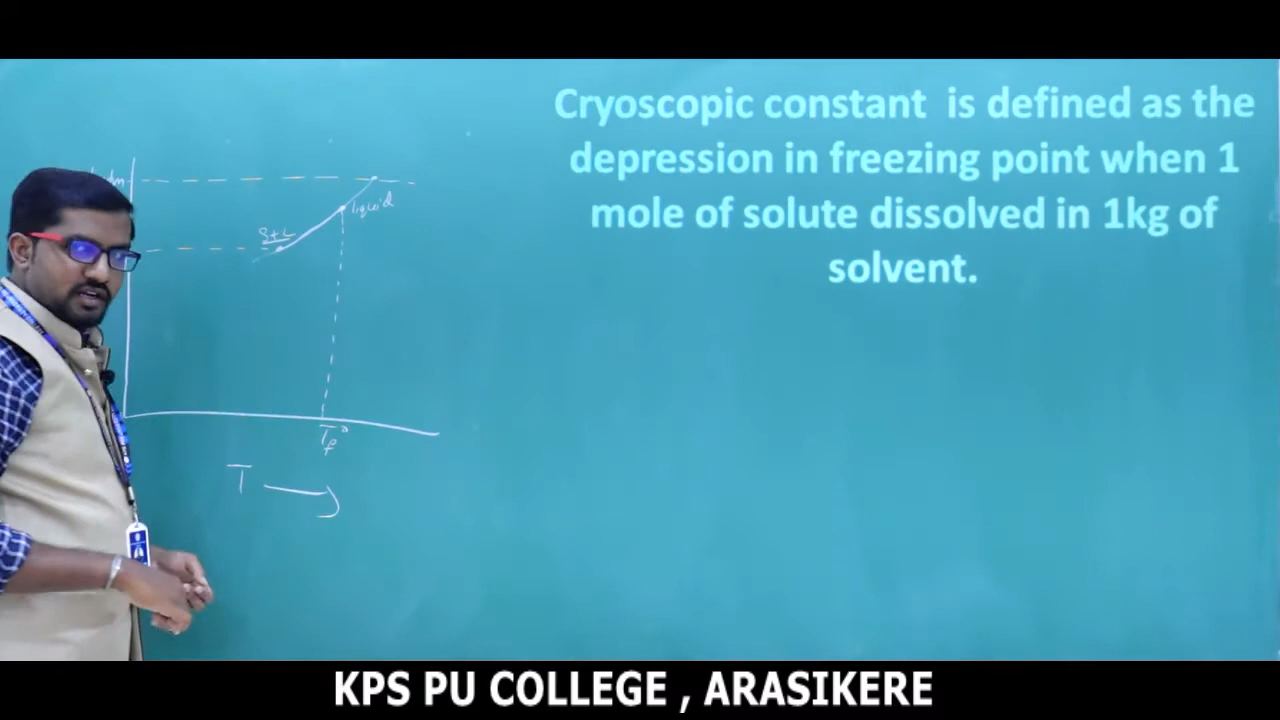 Cryoscopic constant is defined as the
depression in freezing point when 1
mole of solute dissolved in 1kg of
solvent.
liquid
S+L
Tf°
T
KPS PU COLLEGE , ARASIKERE